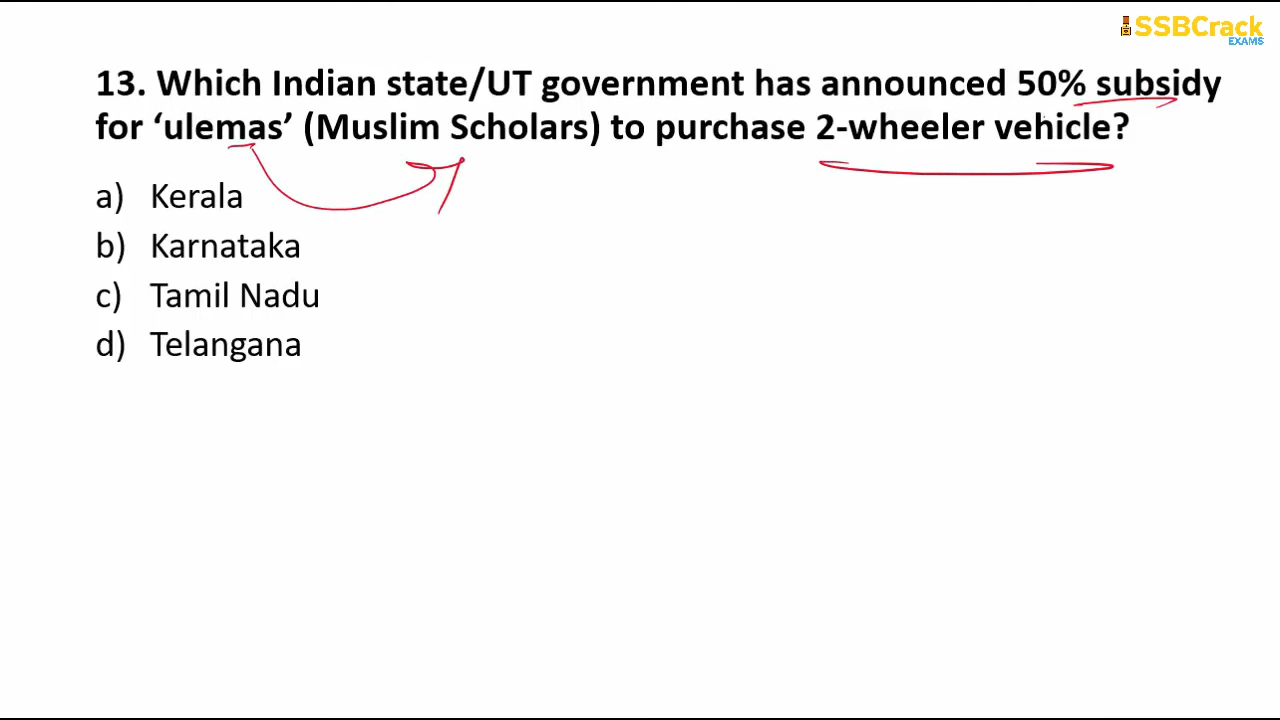 SSBCrack
EXAMS
13. Which Indian state/UT government has announced 50% subsidy
for ‘ulemas’ (Muslim Scholars) to purchase 2-wheeler vehicle?
a) Kerala
b) Karnataka
c) Tamil Nadu
d) Telangana